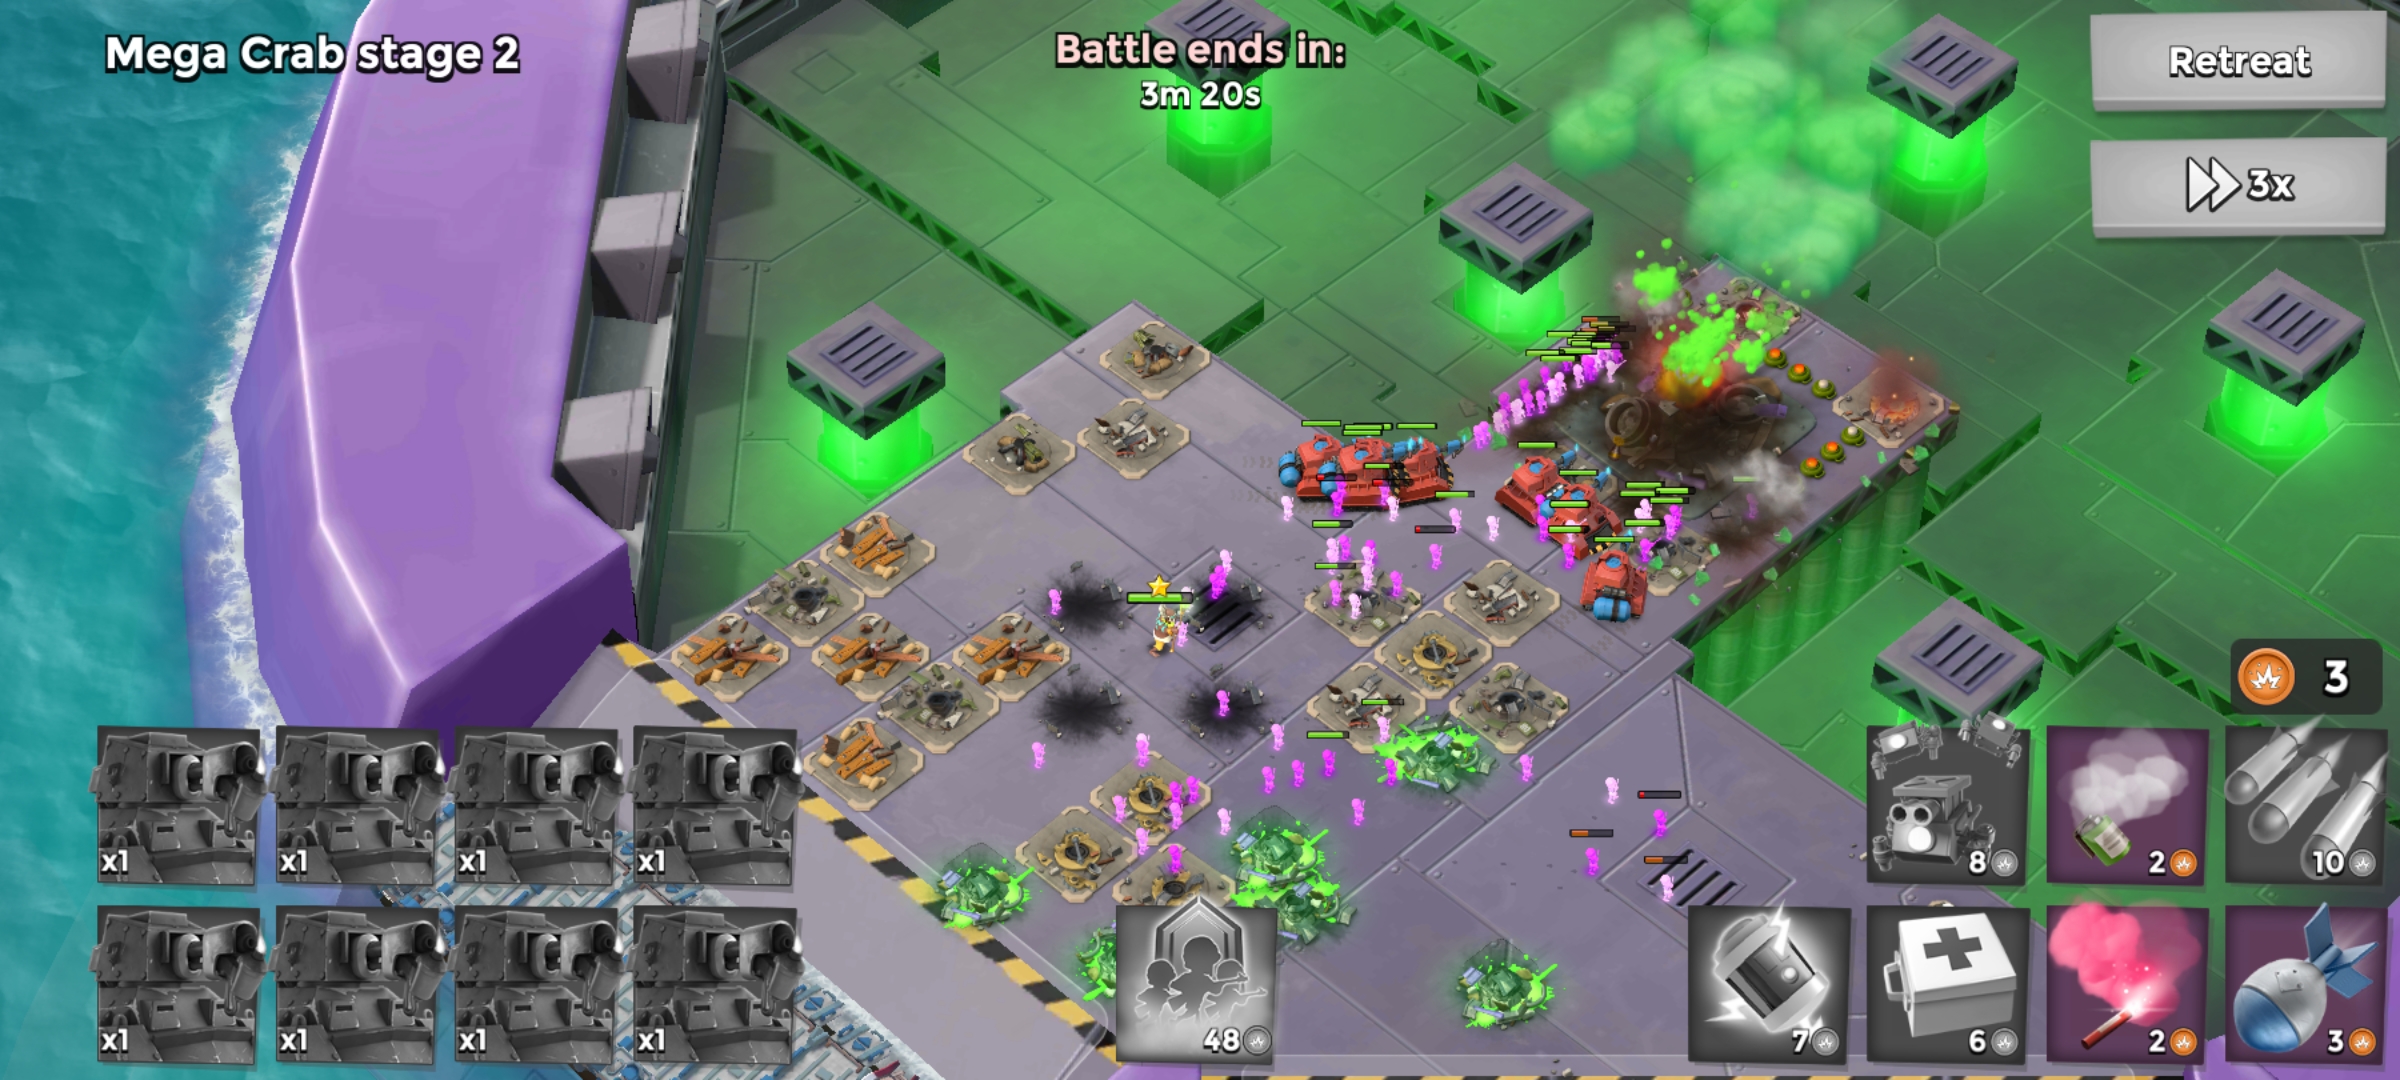 Mega Crab stage 2
Battle ends in:
3m 20s
Retreat
3x
3
x1
x1
x1
x1
8
2
10
x1
x1
x1
x1
48
7
6
2
3